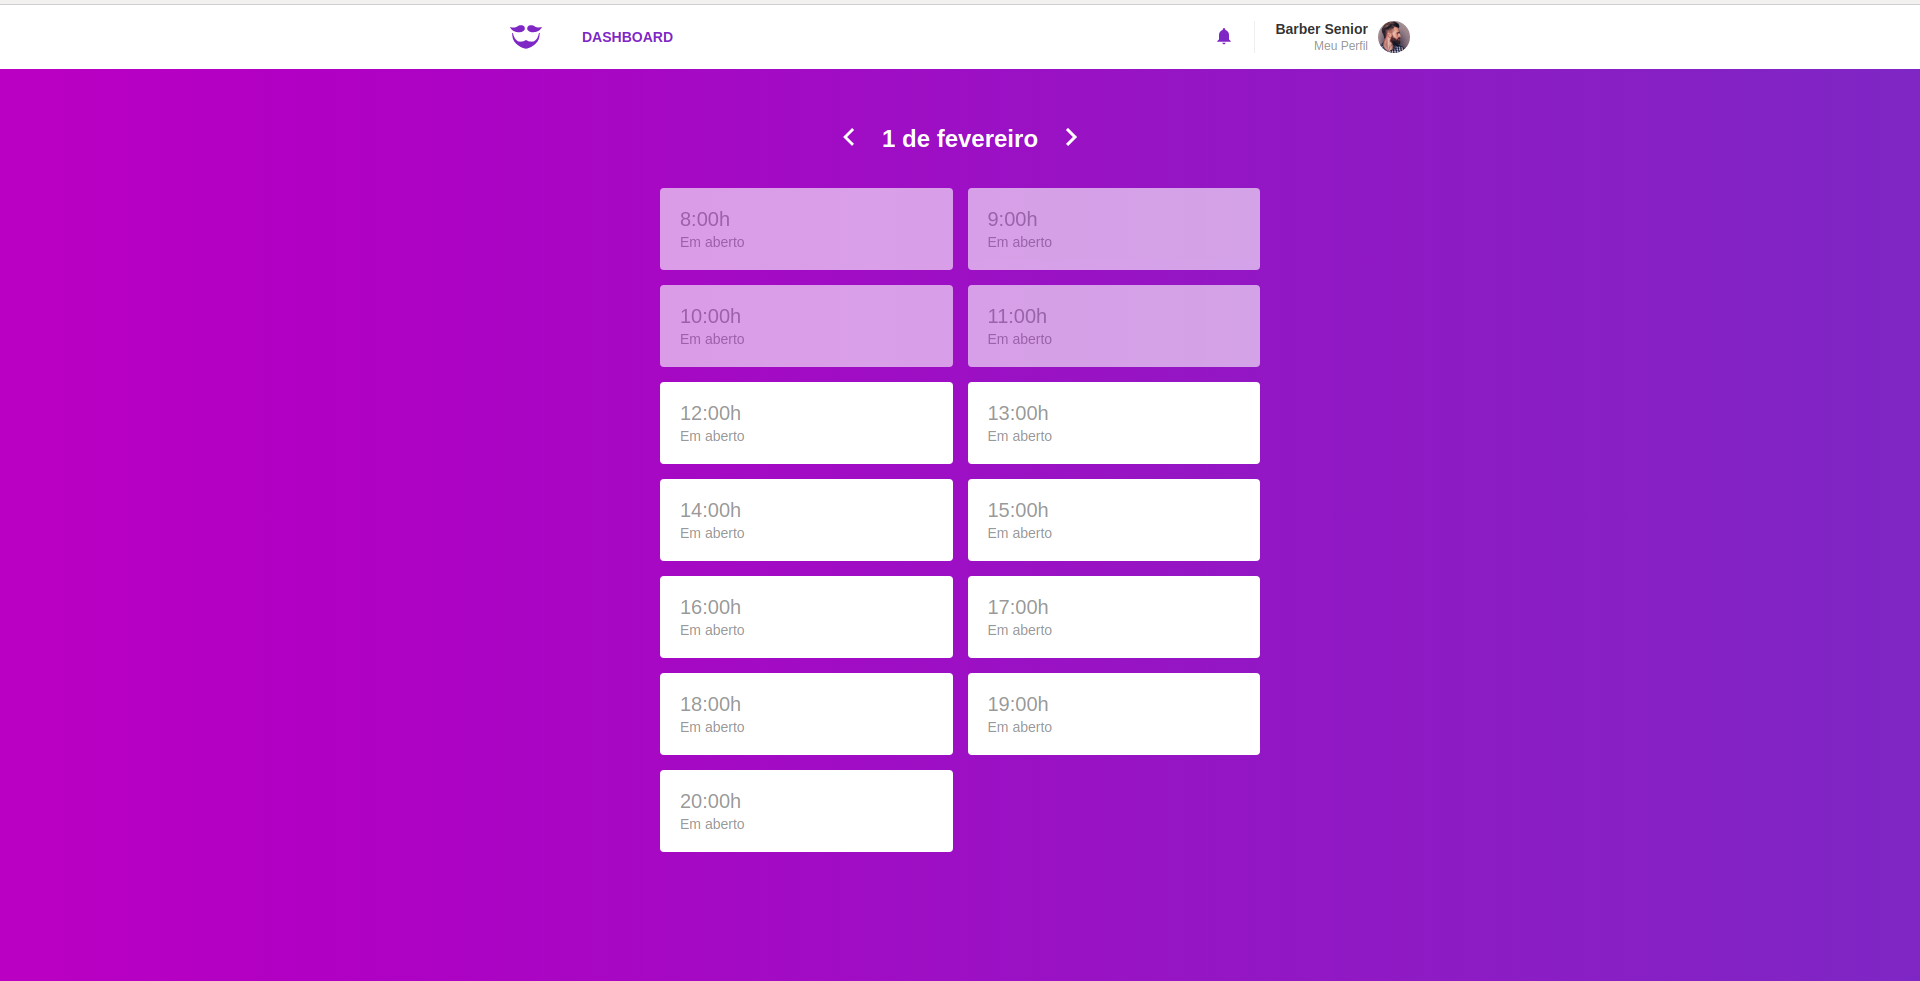 DASHBOARD
Barber Senior
Meu Perfil
1 de fevereiro
8:00h
Em aberto
9:00h
Em aberto
10:00h
Em aberto
11:00h
Em aberto
12:00h
Em aberto
13:00h
Em aberto
14:00h
Em aberto
15:00h
Em aberto
16:00h
Em aberto
17:00h
Em aberto
18:00h
Em aberto
19:00h
Em aberto
20:00h
Em aberto